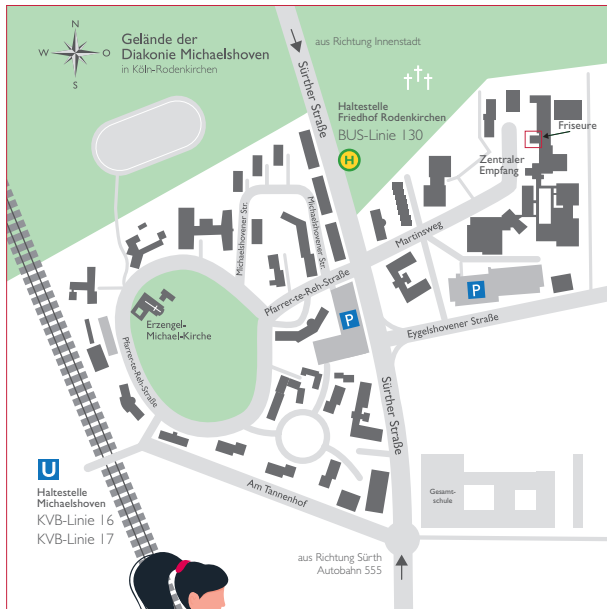 N
W O
S
Gelände der
Diakonie Michaelshoven
in Köln-Rodenkirchen
aus Richtung Innenstadt
Sürther Straße
Haltestelle
Friedhof Rodenkirchen
BUS-Linie 130
H
Friseure
Zentraler
Empfang
Michaelshovener Str.
Michaelshovener Str.
Martinsweg
Pfarrer-te-Reh-Straße
P
P
Eygelshovener Straße
Erzengel-
Michael-Kirche
Pfarrer-te-Reh-Straße
Sürther Straße
U
Haltestelle
Michaelshoven
KVB-Linie 16
KVB-Linie 17
Am Tannenhof
Gesamt-
schule
aus Richtung Sürth
Autobahn 555